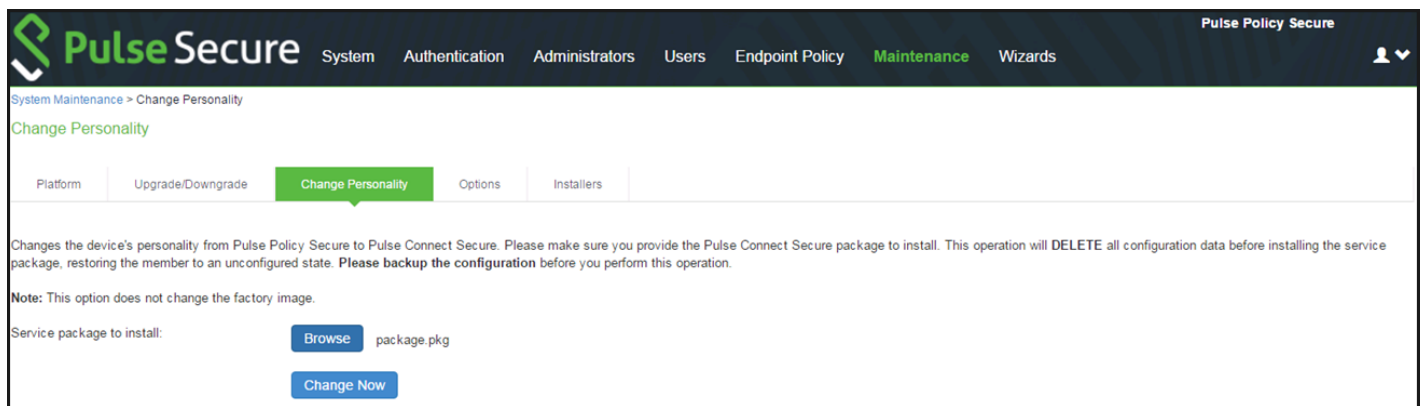 Pulse Policy Secure
Pulse Secure System Authentication Administrators Users Endpoint Policy Maintenance Wizards
System Maintenance > Change Personality
Change Personality
Platform Upgrade/Downgrade Change Personality Options Installers
Changes the device's personality from Pulse Policy Secure to Pulse Connect Secure. Please make sure you provide the Pulse Connect Secure package to install. This operation will DELETE all configuration data before installing the service
package, restoring the member to an unconfigured state. Please backup the configuration before you perform this operation.
Note: This option does not change the factory image.
Service package to install: Browse package.pkg
Change Now